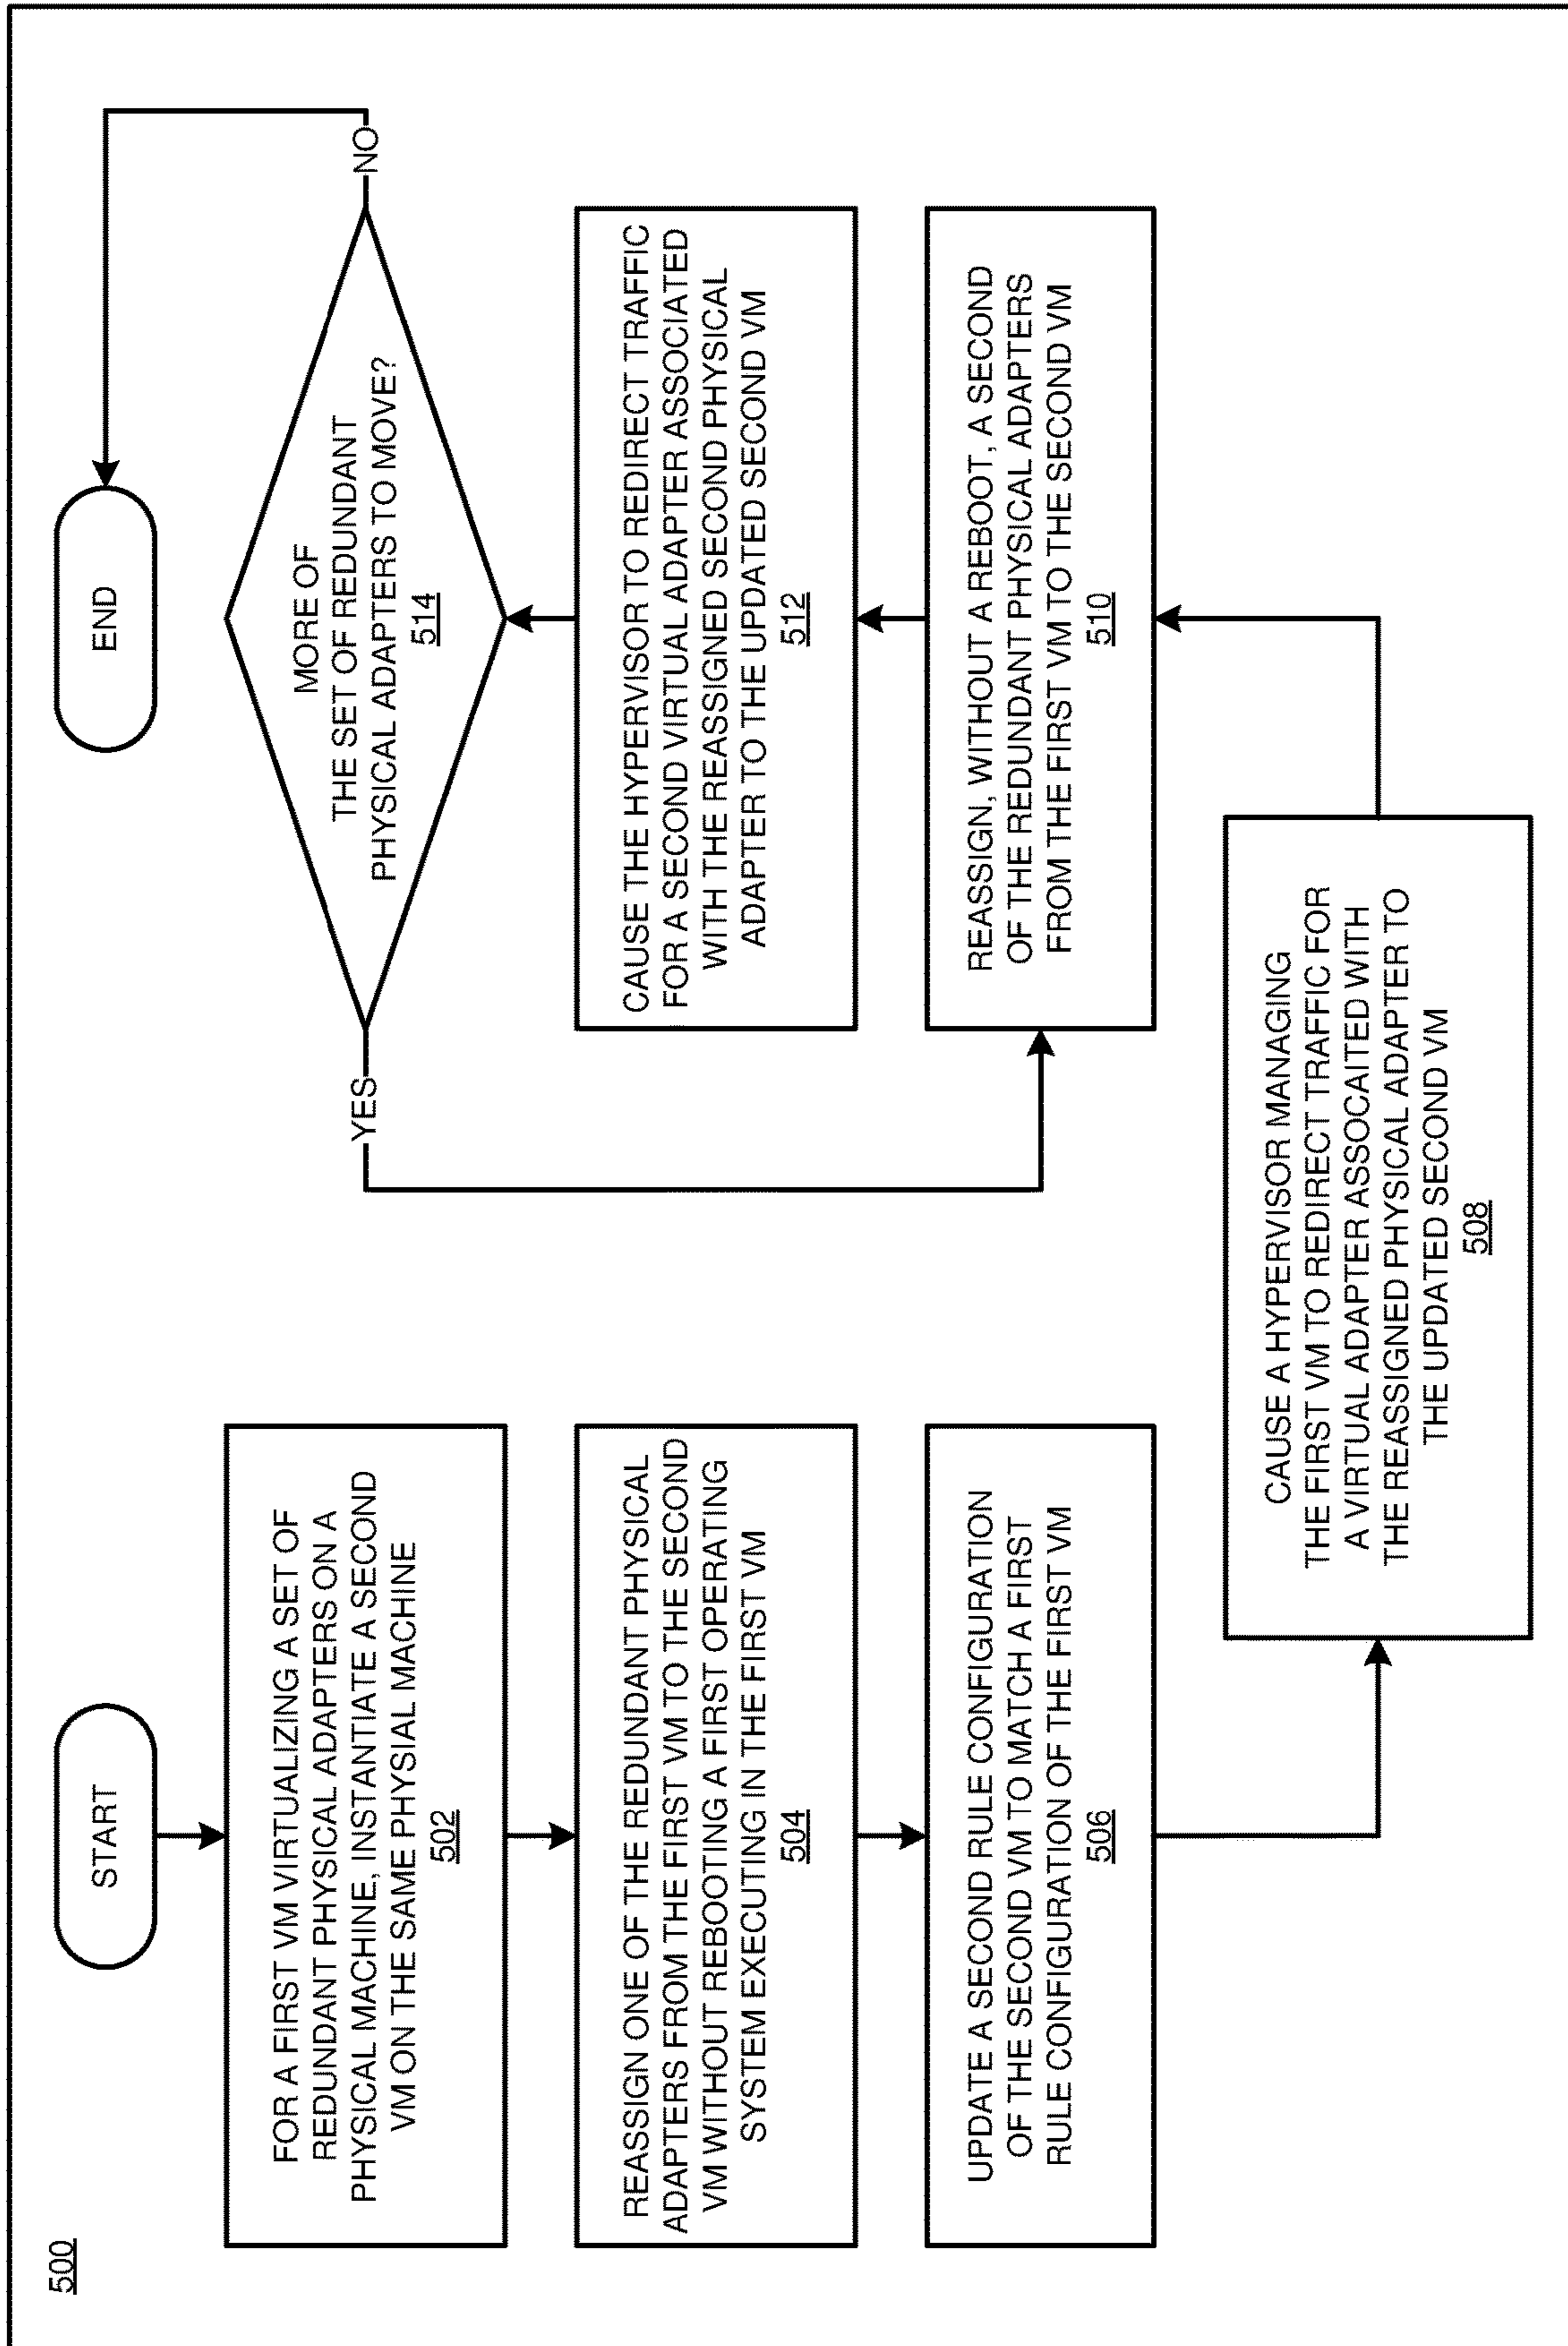 500
START
FOR A FIRST VM VIRTUALIZING A SET OF
REDUNDANT PHYSICAL ADAPTERS ON A
PHYSICAL MACHINE, INSTANTIATE A SECOND
VM ON THE SAME PHYSIAL MACHINE
502
REASSIGN ONE OF THE REDUNDANT PHYSICAL
ADAPTERS FROM THE FIRST VM TO THE SECOND
VM WITHOUT REBOOTING A FIRST OPERATING
SYSTEM EXECUTING IN THE FIRST VM
504
UPDATE A SECOND RULE CONFIGURATION
OF THE SECOND VM TO MATCH A FIRST
RULE CONFIGURATION OF THE FIRST VM
506
CAUSE A HYPERVISOR MANAGING
THE FIRST VM TO REDIRECT TRAFFIC FOR
A VIRTUAL ADAPTER ASSOCAITED WITH
THE REASSIGNED PHYSICAL ADAPTER TO
THE UPDATED SECOND VM
508
REASSIGN, WITHOUT A REBOOT, A SECOND
OF THE REDUNDANT PHYSICAL ADAPTERS
FROM THE FIRST VM TO THE SECOND VM
510
CAUSE THE HYPERVISOR TO REDIRECT TRAFFIC
FOR A SECOND VIRTUAL ADAPTER ASSOCIATED
WITH THE REASSIGNED SECOND PHYSICAL
ADAPTER TO THE UPDATED SECOND VM
512
MORE OF
THE SET OF REDUNDANT
PHYSICAL ADAPTERS TO MOVE?
514
YES
NO
END